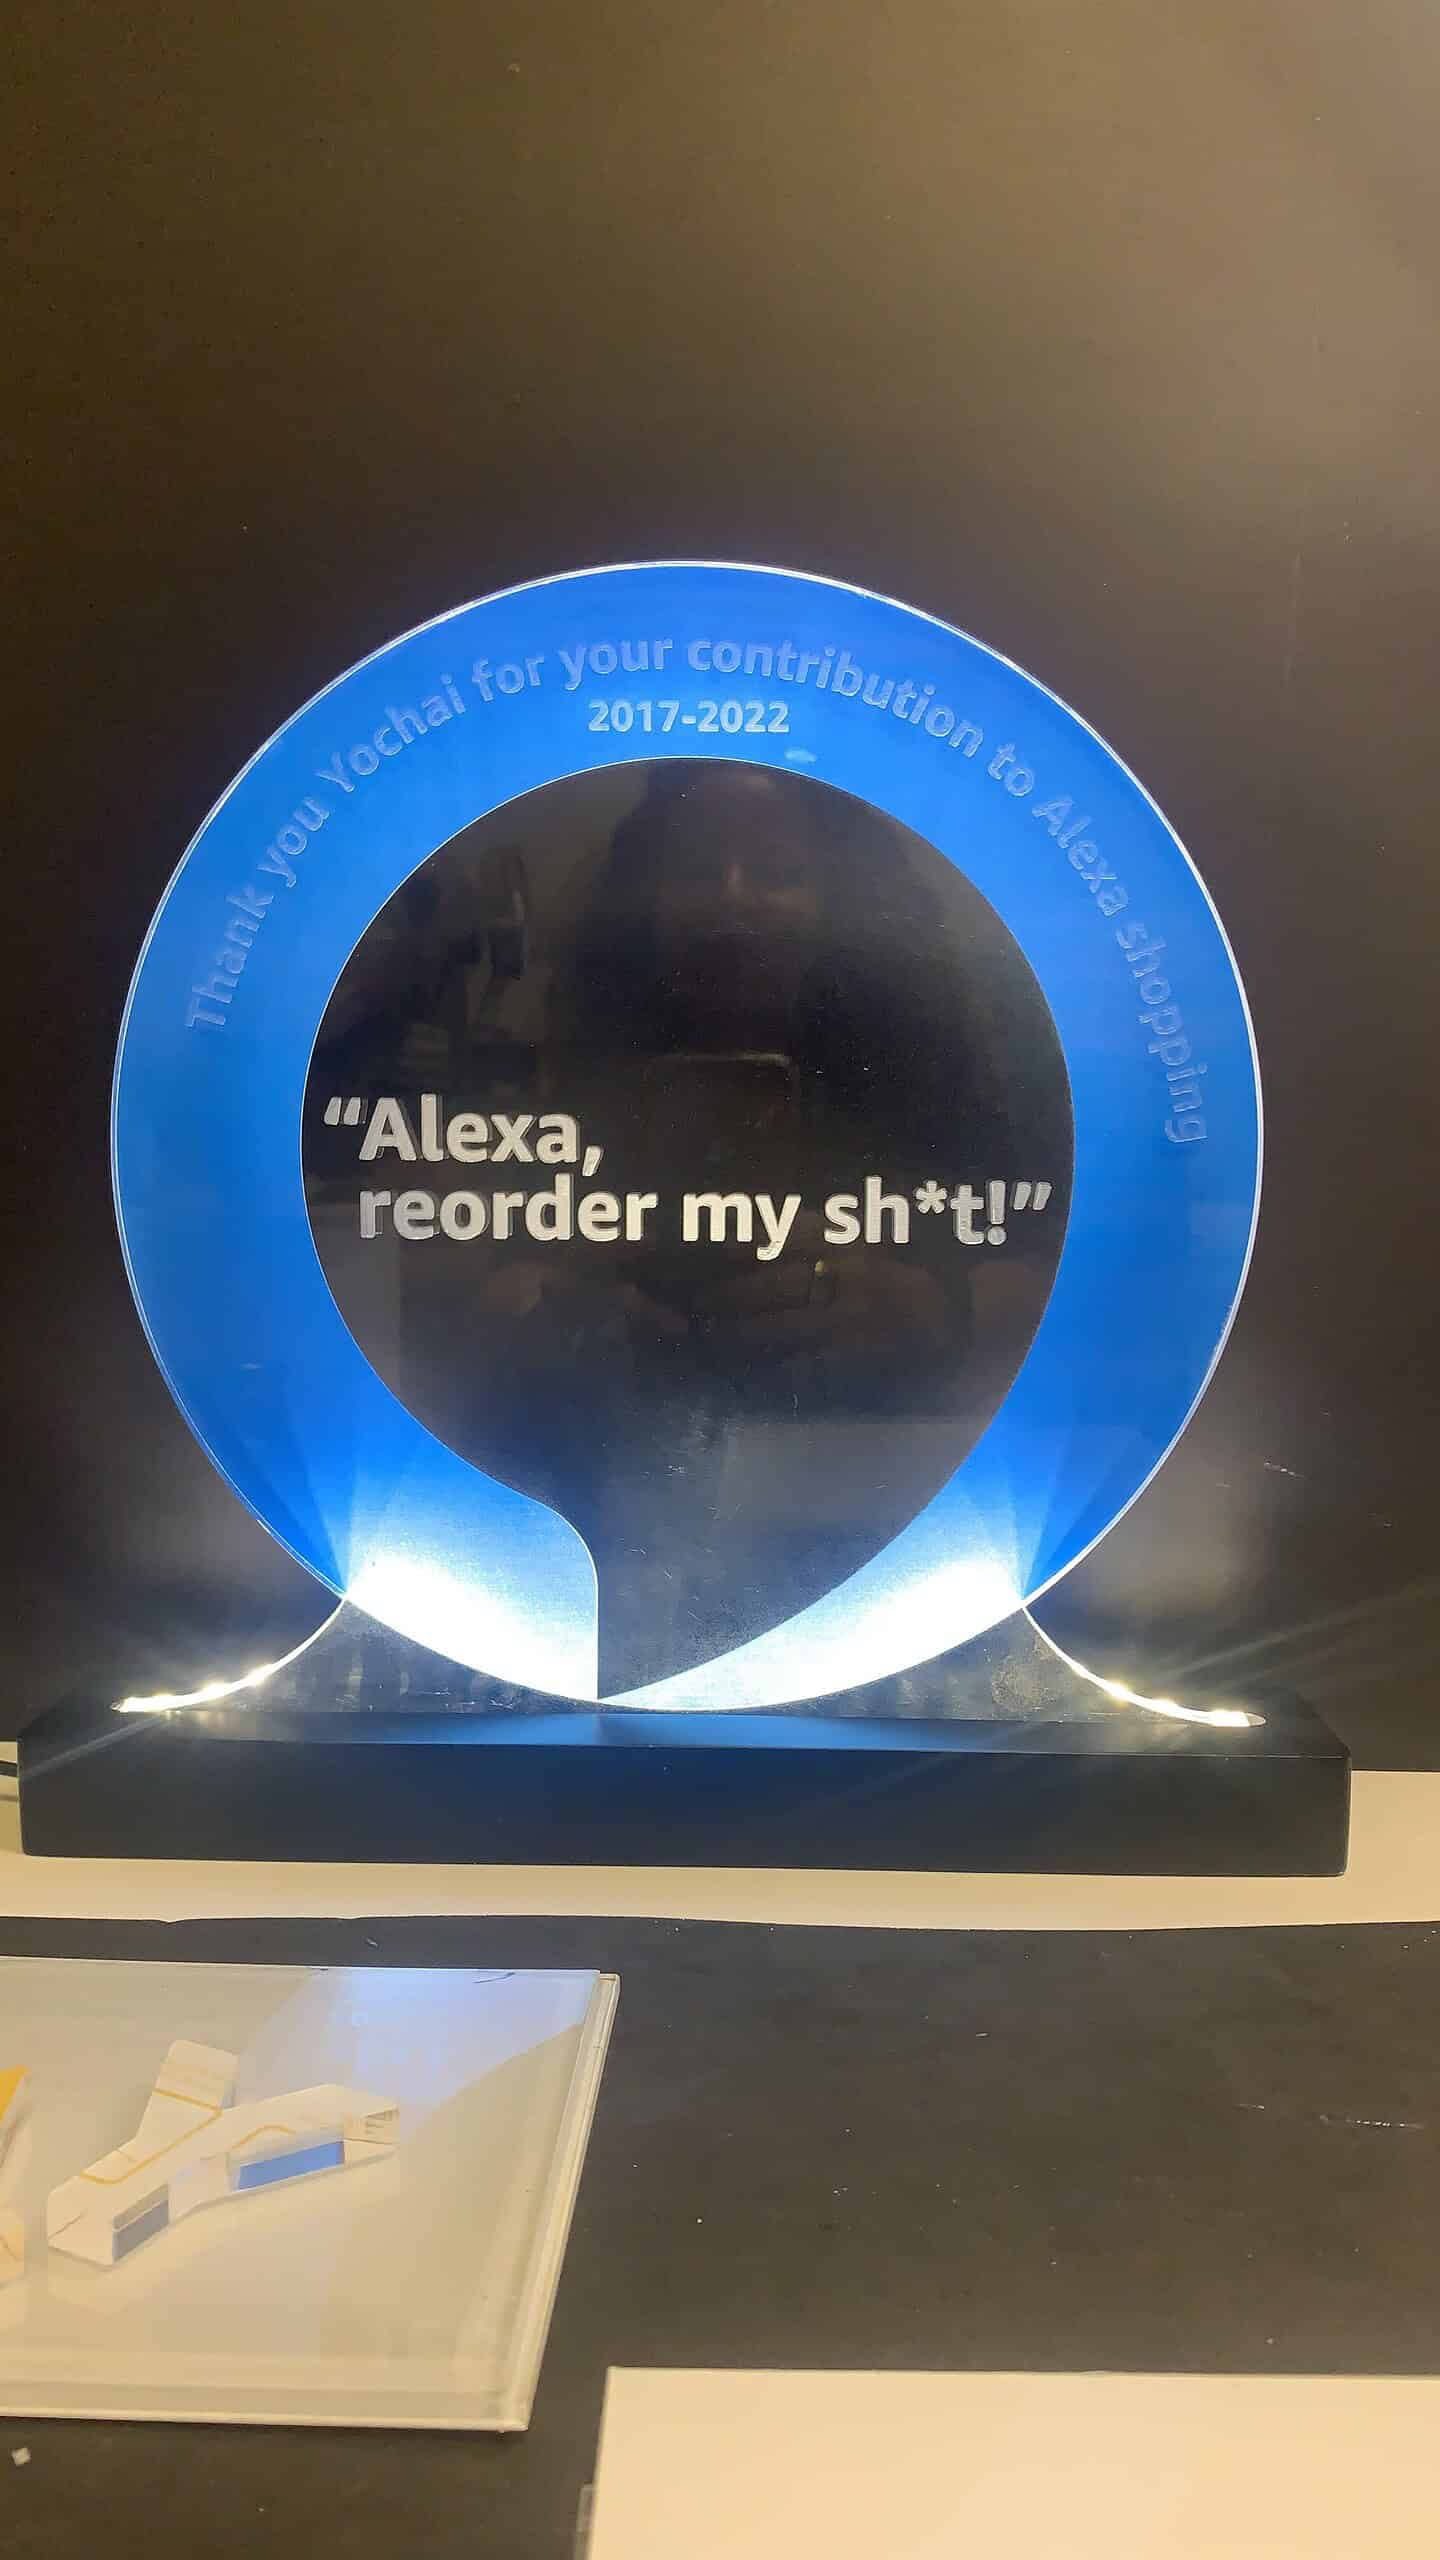 Thank you Yochai for your contribution to Alexa shopping
2017-2022
“Alexa,
reorder my sh*t!”